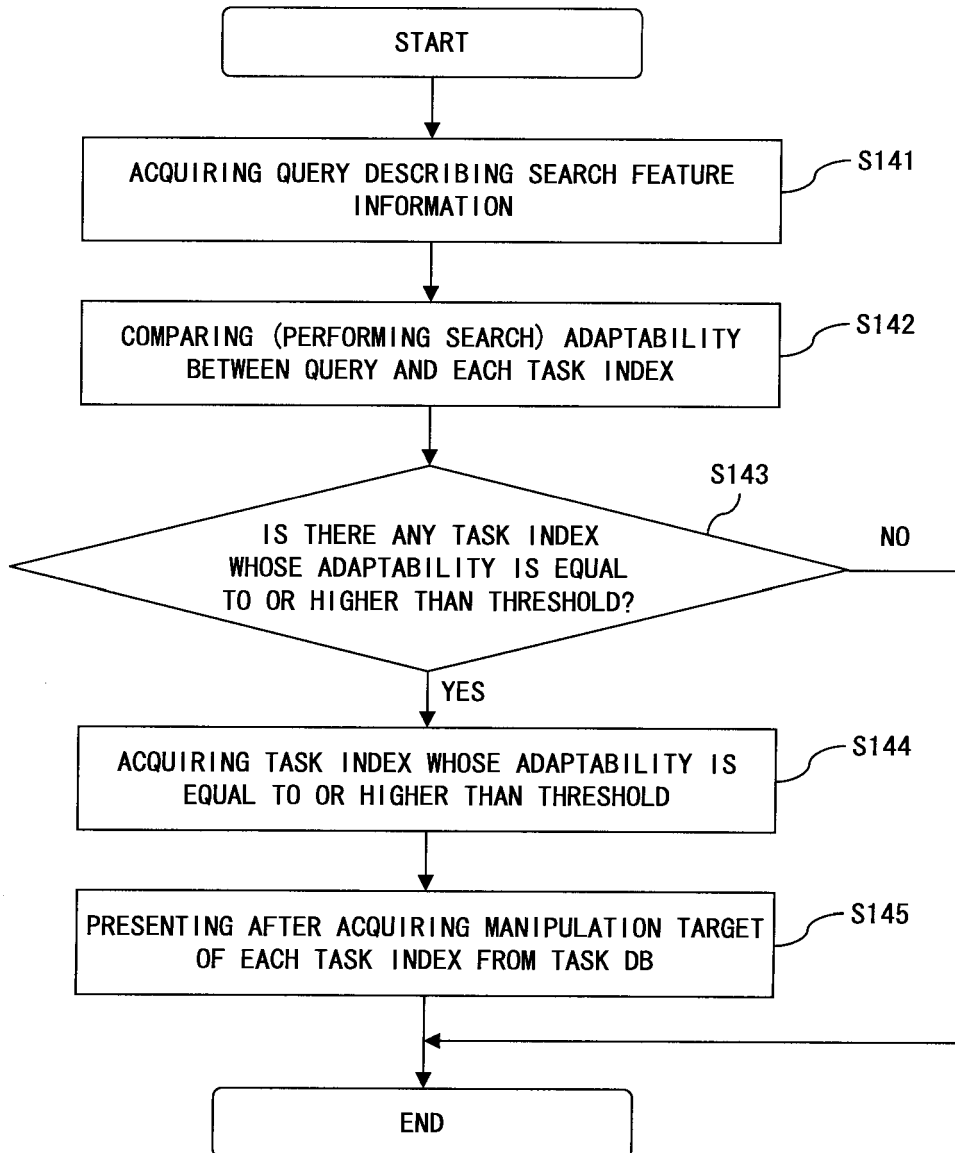 START
ACQUIRING QUERY DESCRIBING SEARCH FEATURE
INFORMATION
S141
COMPARING (PERFORMING SEARCH) ADAPTABILITY
BETWEEN QUERY AND EACH TASK INDEX
S142
S143
IS THERE ANY TASK INDEX
WHOSE ADAPTABILITY IS EQUAL
TO OR HIGHER THAN THRESHOLD?
NO
YES
ACQUIRING TASK INDEX WHOSE ADAPTABILITY IS
EQUAL TO OR HIGHER THAN THRESHOLD
S144
PRESENTING AFTER ACQUIRING MANIPULATION TARGET
OF EACH TASK INDEX FROM TASK DB
S145
END